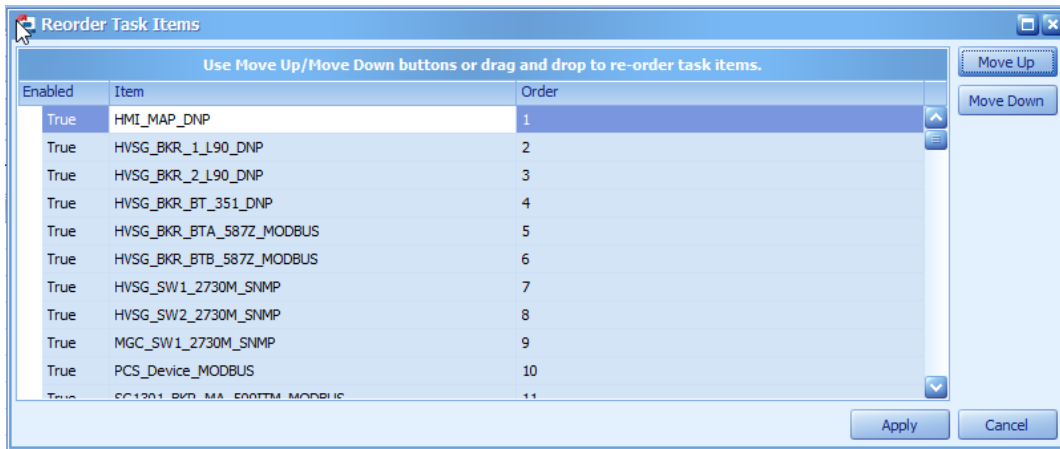 Reorder Task Items
Use Move Up/Move Down buttons or drag and drop to re-order task items.
Move Up
Move Down
Enabled Item Order
True HMI_MAP_DNP 1
True HVSG_BKR_1_L90_DNP 2
True HVSG_BKR_2_L90_DNP 3
True HVSG_BKR_BT_351_DNP 4
True HVSG_BKR_BTA_587Z_MODBUS 5
True HVSG_BKR_BTB_587Z_MODBUS 6
True HVSG_SW1_2730M_SNMP 7
True HVSG_SW2_2730M_SNMP 8
True MGC_SW1_2730M_SNMP 9
True PCS_Device_MODBUS 10
True 11
Apply Cancel